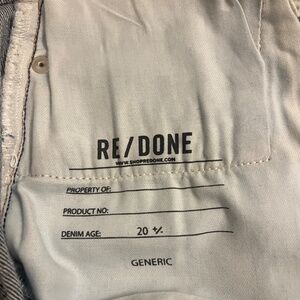 RE/DONE
WWW.SHOPREDONE.COM
PROPERTY OF:
PRODUCT NO:
DENIM AGE: 20 +/-
GENERIC